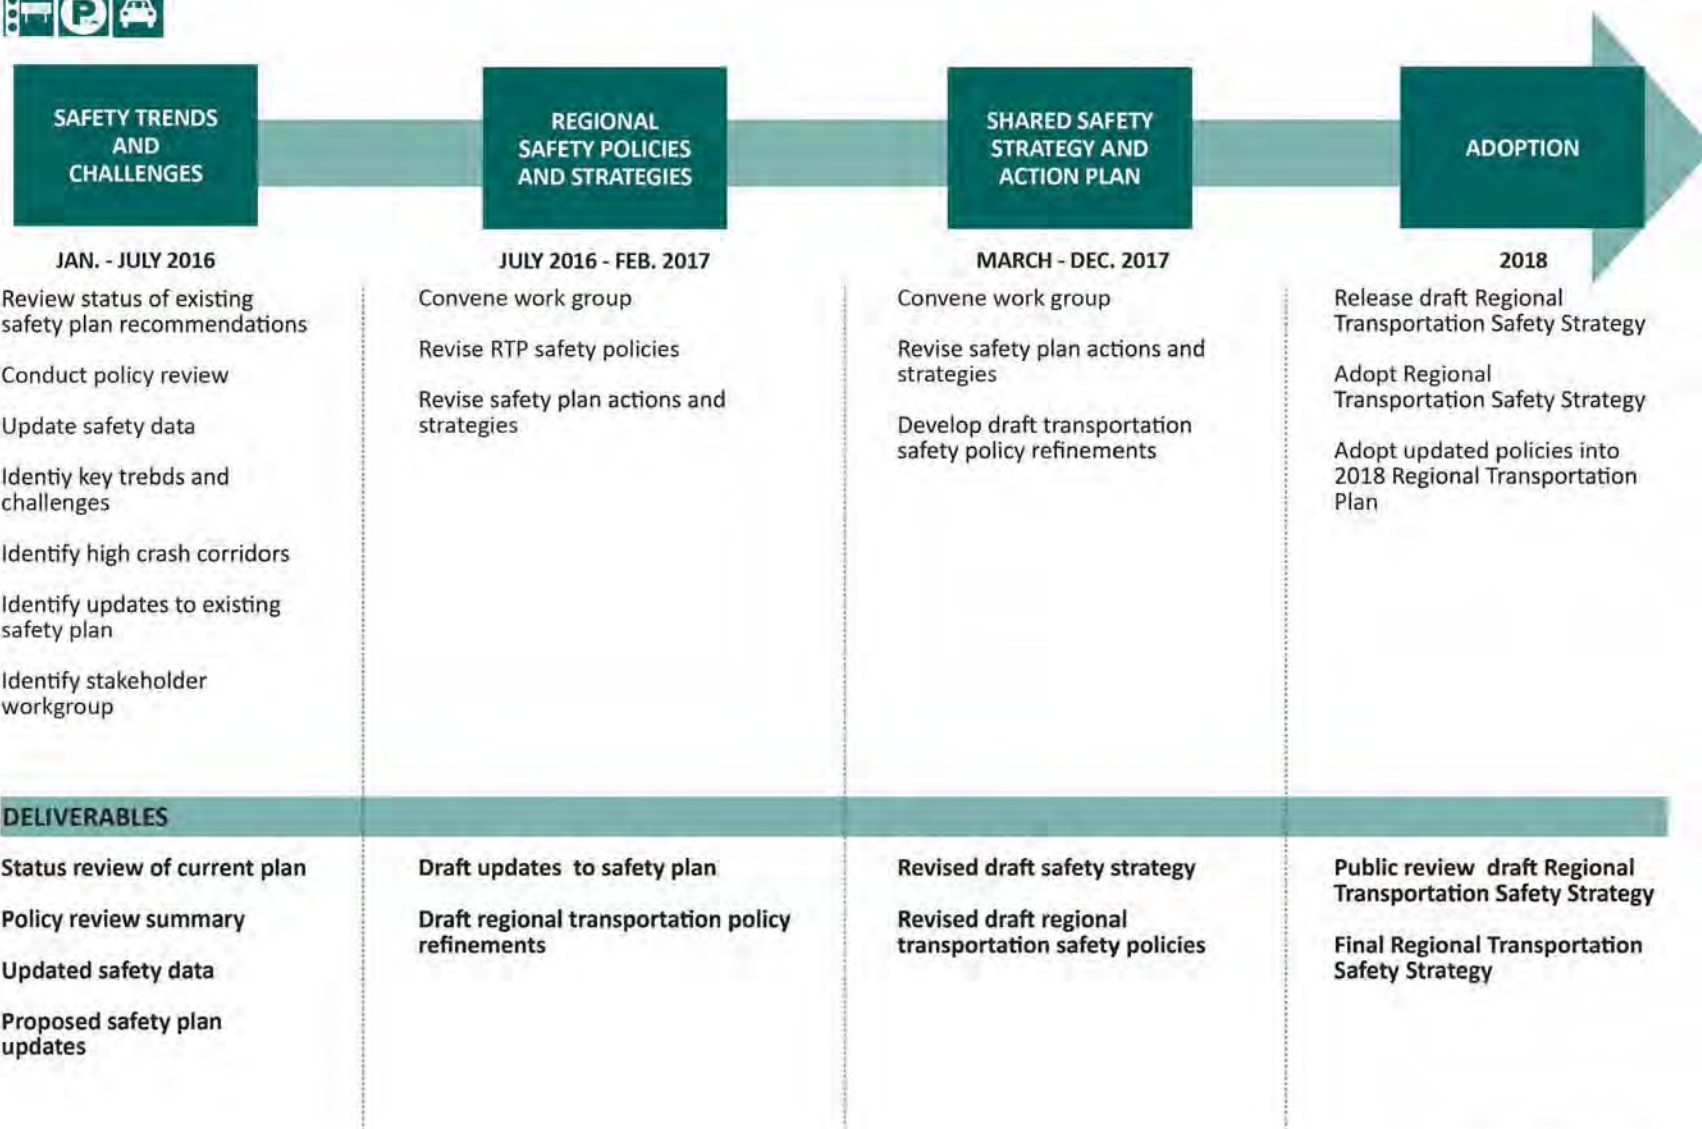 P
SAFETY TRENDS
AND
CHALLENGES
REGIONAL
SAFETY POLICIES
AND STRATEGIES
SHARED SAFETY
STRATEGY AND
ACTION PLAN
ADOPTION
JAN. - JULY 2016
Review status of existing
safety plan recommendations
Conduct policy review
Update safety data
Identiy key trebds and
challenges
Identify high crash corridors
Identify updates to existing
safety plan
Identify stakeholder
workgroup
JULY 2016 - FEB. 2017
Convene work group
Revise RTP safety policies
Revise safety plan actions and
strategies
MARCH - DEC. 2017
Convene work group
Revise safety plan actions and
strategies
Develop draft transportation
safety policy refinements
2018
Release draft Regional
Transportation Safety Strategy
Adopt Regional
Transportation Safety Strategy
Adopt updated policies into
2018 Regional Transportation
Plan
DELIVERABLES
Status review of current plan
Policy review summary
Updated safety data
Proposed safety plan
updates
Draft updates  to safety plan
Draft regional transportation policy
refinements
Revised draft safety strategy
Revised draft regional
transportation safety policies
Public review  draft Regional
Transportation Safety Strategy
Final Regional Transportation
Safety Strategy